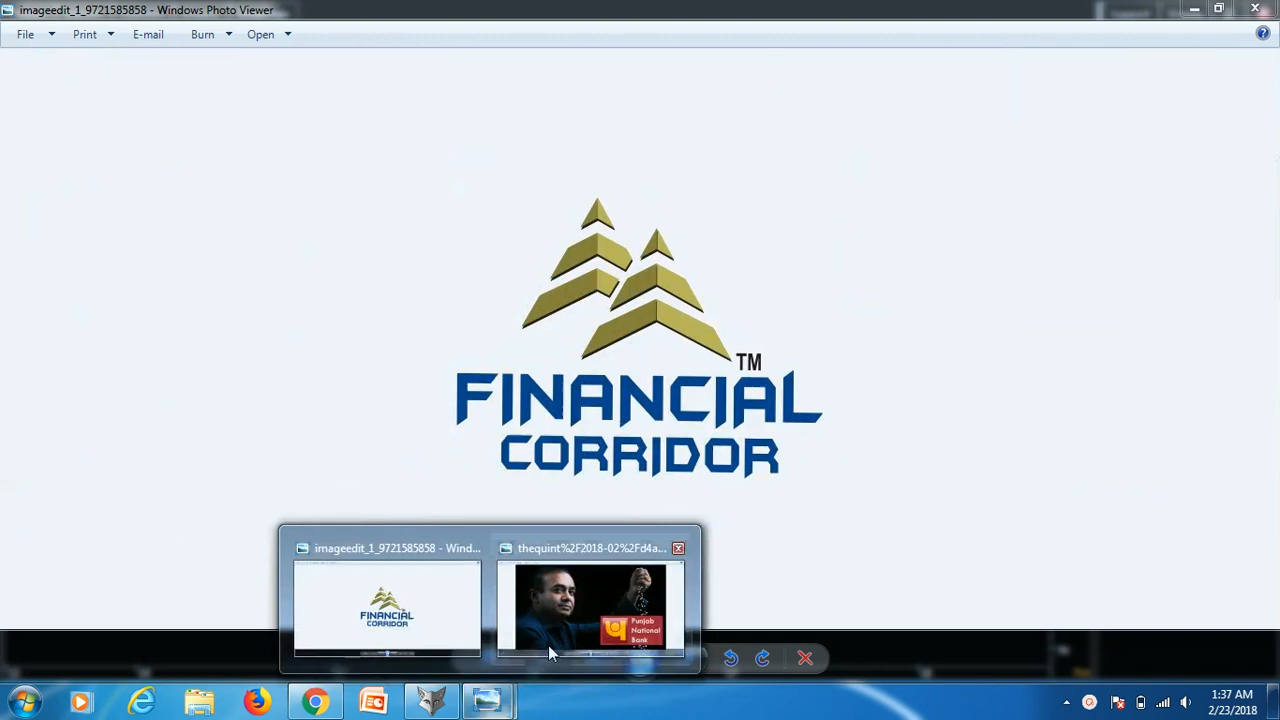 imageedit_1_9721585858 - Windows Photo Viewer
File Print E-mail Burn Open
TM
FINANCIAL
CORRIDOR
imageedit_1_9721585858 - Wind...
thequint%2F2018-02%2Fd4a...
FINANCIAL
CORRIDOR
Punjab
National
Bank
1:37 AM
2/23/2018